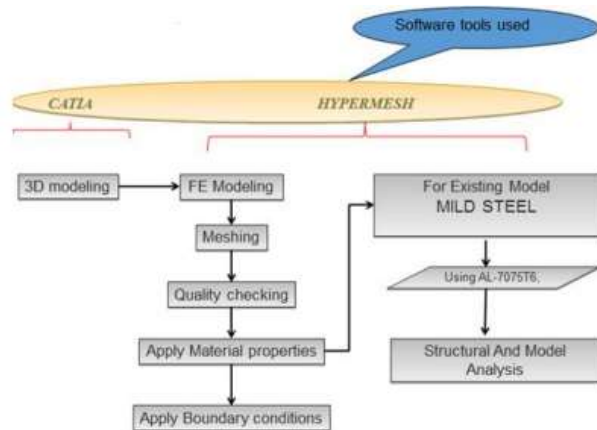 Software tools used
CATIA
HYPERMESH
3D modeling
FE Modeling
Meshing
Quality checking
Apply Material properties
Apply Boundary conditions
For Existing Model
MILD STEEL
Using AL-7075T6,
Structural And Model
Analysis